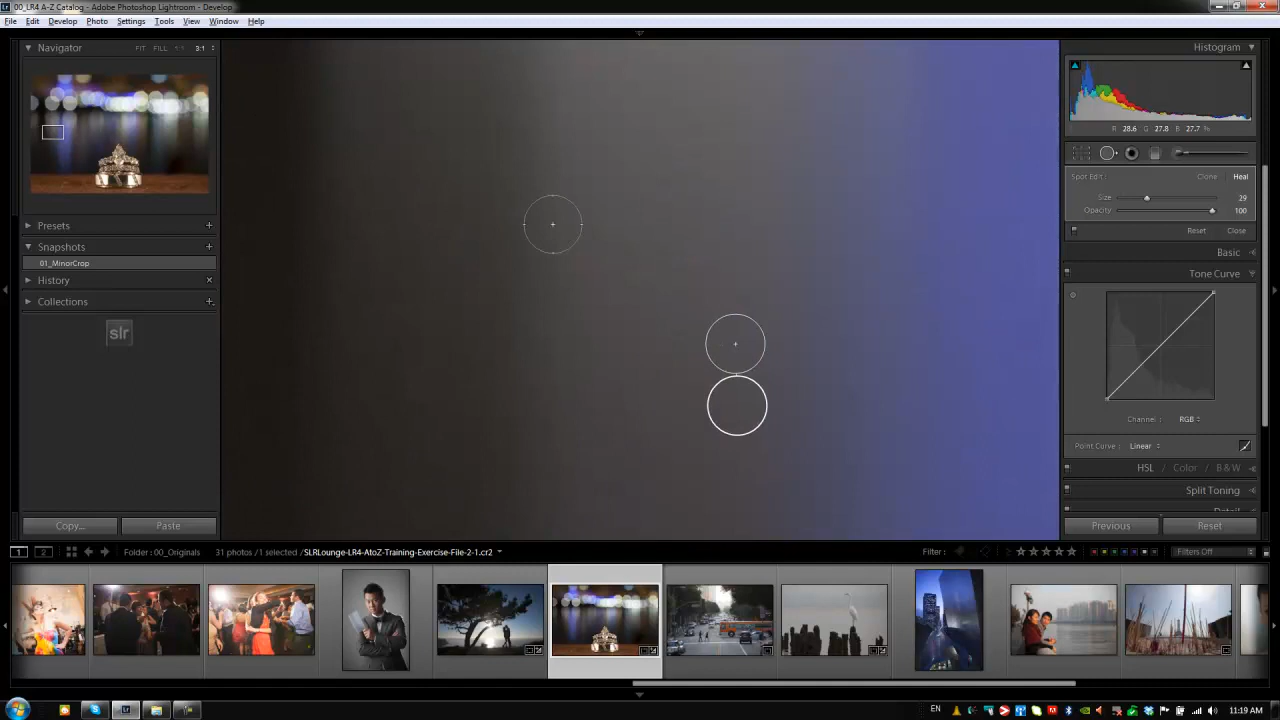 00_LR4 A-Z Catalog - Adobe Photoshop Lightroom - Develop
File Edit Develop Photo Settings Tools View Window Help
Navigator FIT FILL 1:1 3:1
Histogram
R 28.6 G 27.8 B 27.7 %
Spot Edit : Clone Heal
Size 29
Opacity 100
Reset Close
Presets
Snapshots
01_MinorCrop
History
Collections
slr
Basic
Tone Curve
Channel : RGB
Point Curve : Linear
HSL / Color / B & W
Split Toning
Detail
Copy... Paste
Previous Reset
1 2 Folder : 00_Originals 31 photos /1 selected /SLRLounge-LR4-AtoZ-Training-Exercise-File-2-1.cr2 Filter : Filters Off
EN 11:19 AM